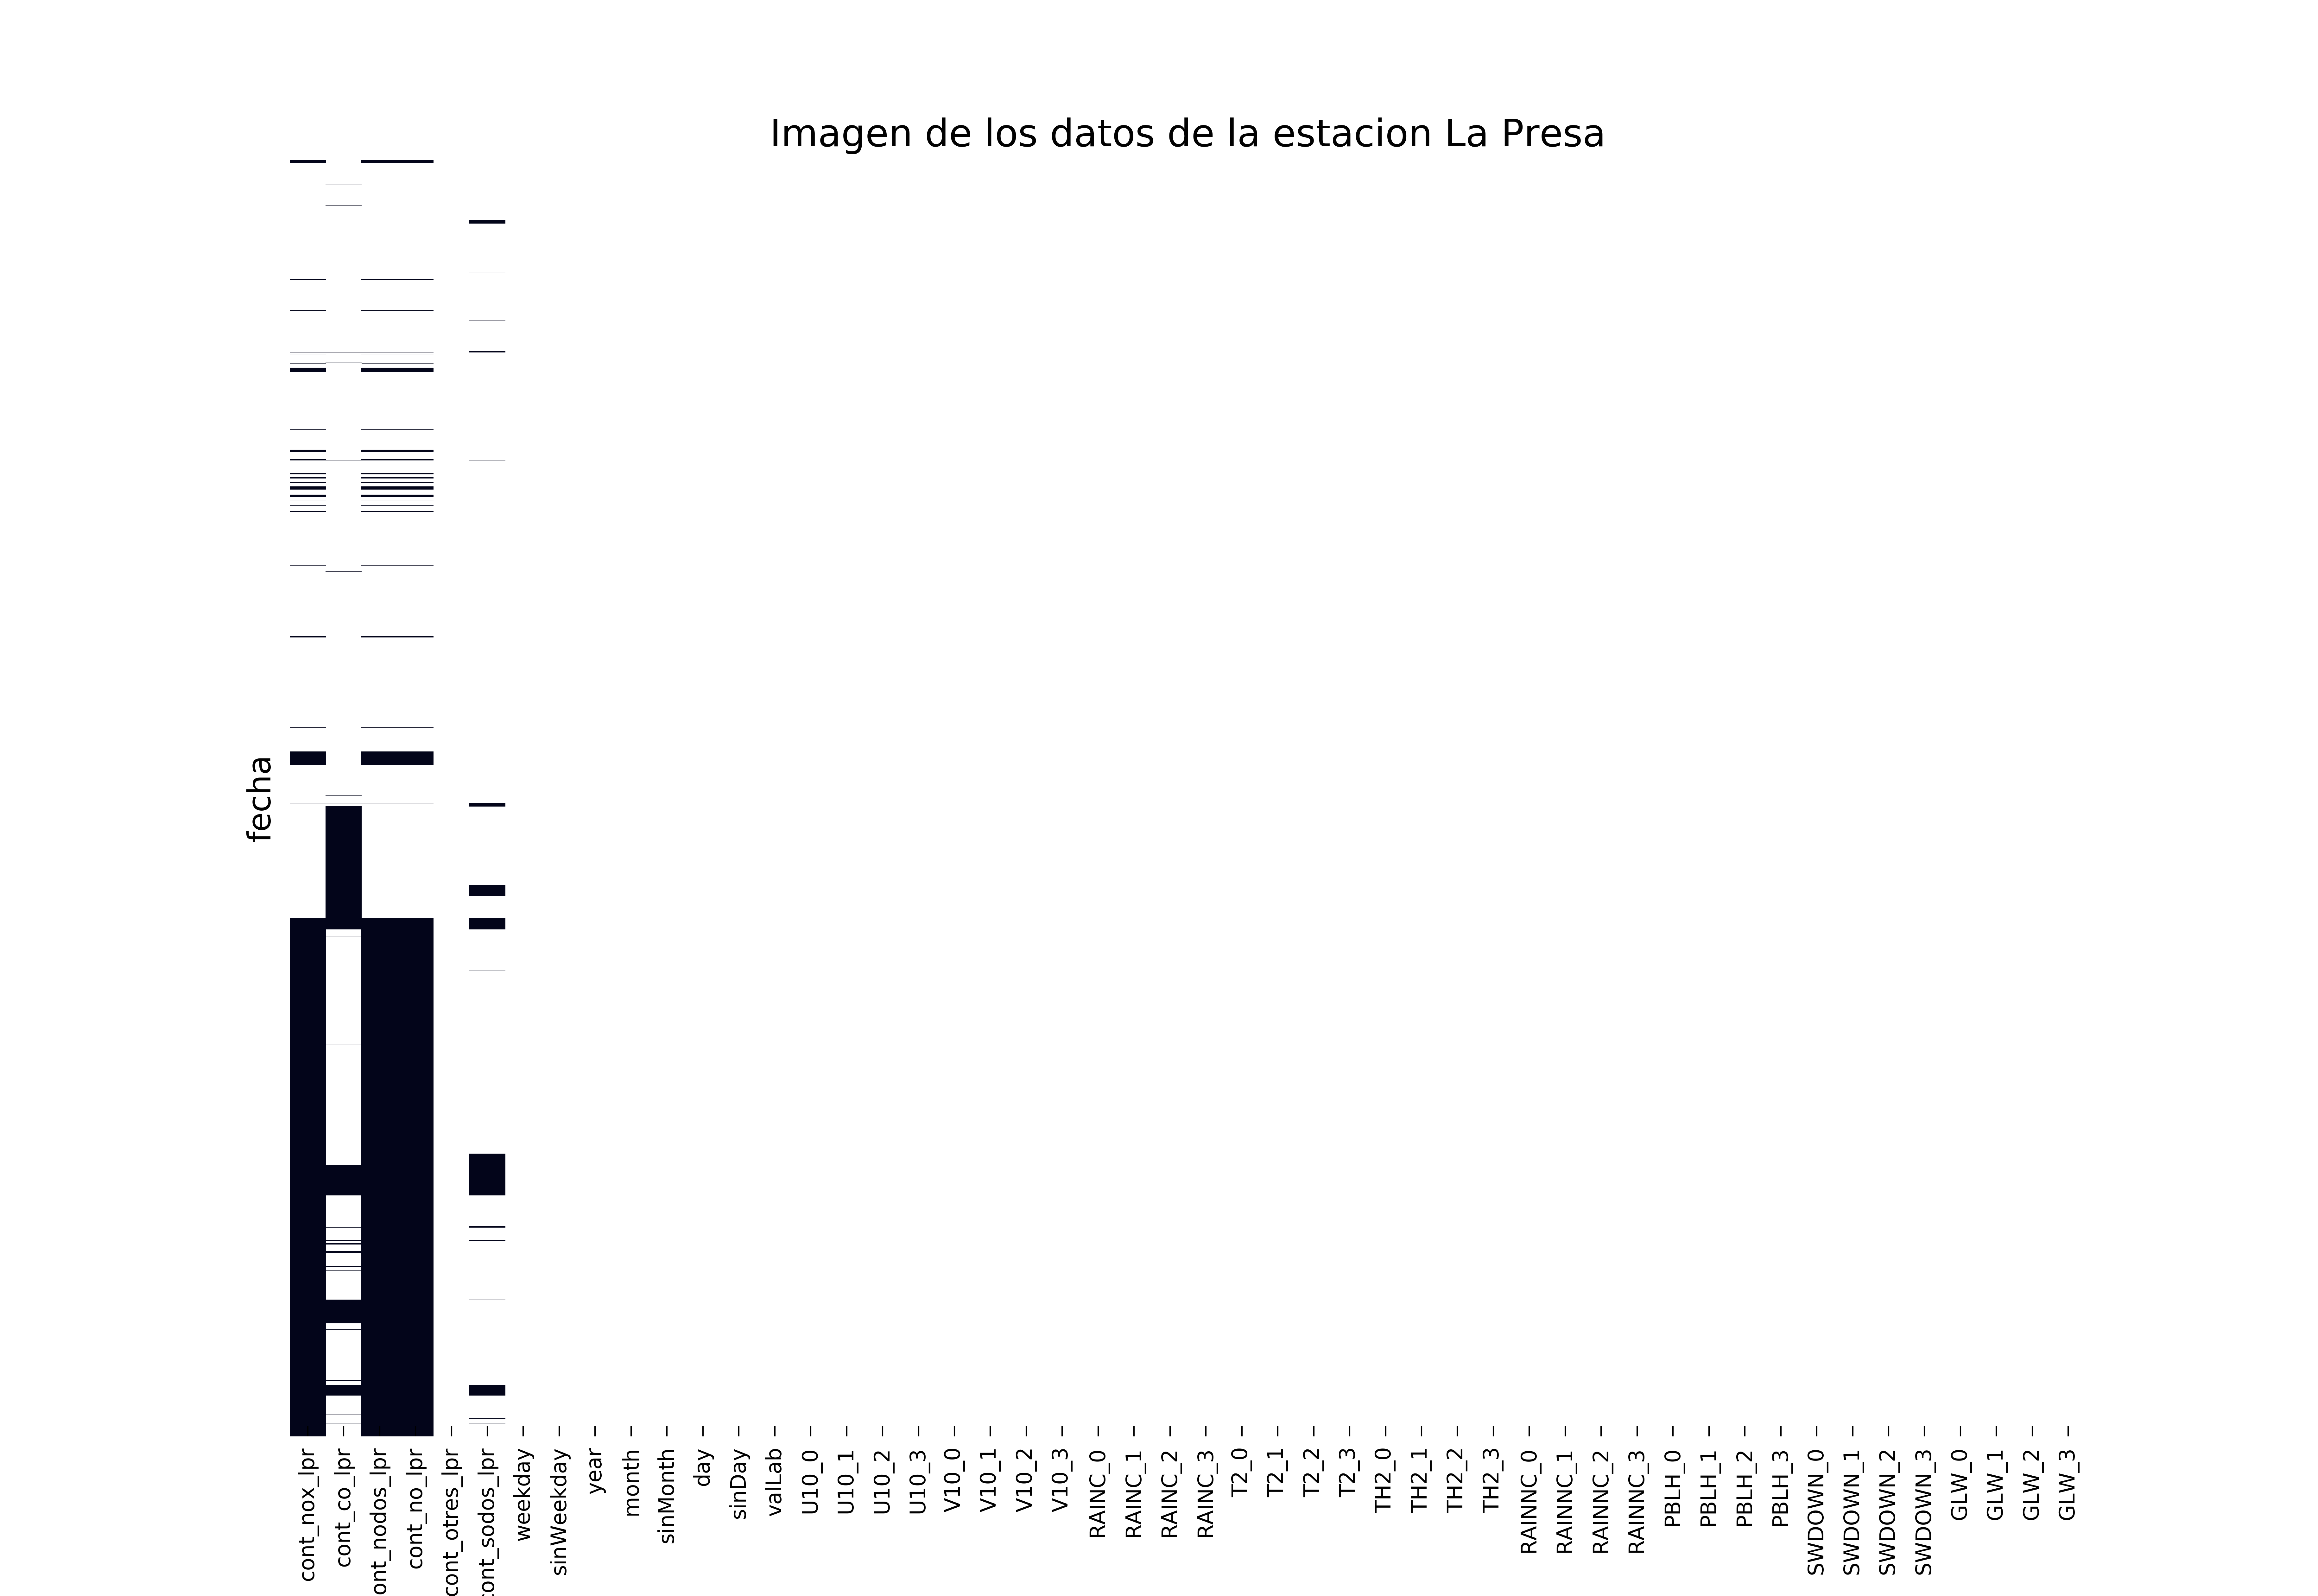 Imagen de los datos de la estacion La Presa
fecha
cont_nox_lpr
cont_co_lpr
ont_nodos_lpr
cont_no_lpr
cont_otres_lpr
ont_sodos_lpr
weekday
sinWeekday
year
month
sinMonth
day
sinDay
valLab
U10_0
U10_1
U10_2
U10_3
V10_0
V10_1
V10_2
V10_3
RAINC_0
RAINC_1
RAINC_2
RAINC_3
T2_0
T2_1
T2_2
T2_3
TH2_0
TH2_1
TH2_2
TH2_3
RAINNC_0
RAINNC_1
RAINNC_2
RAINNC_3
PBLH_0
PBLH_1
PBLH_2
PBLH_3
SWDOWN_0
SWDOWN_1
SWDOWN_2
SWDOWN_3
GLW_0
GLW_1
GLW_2
GLW_3